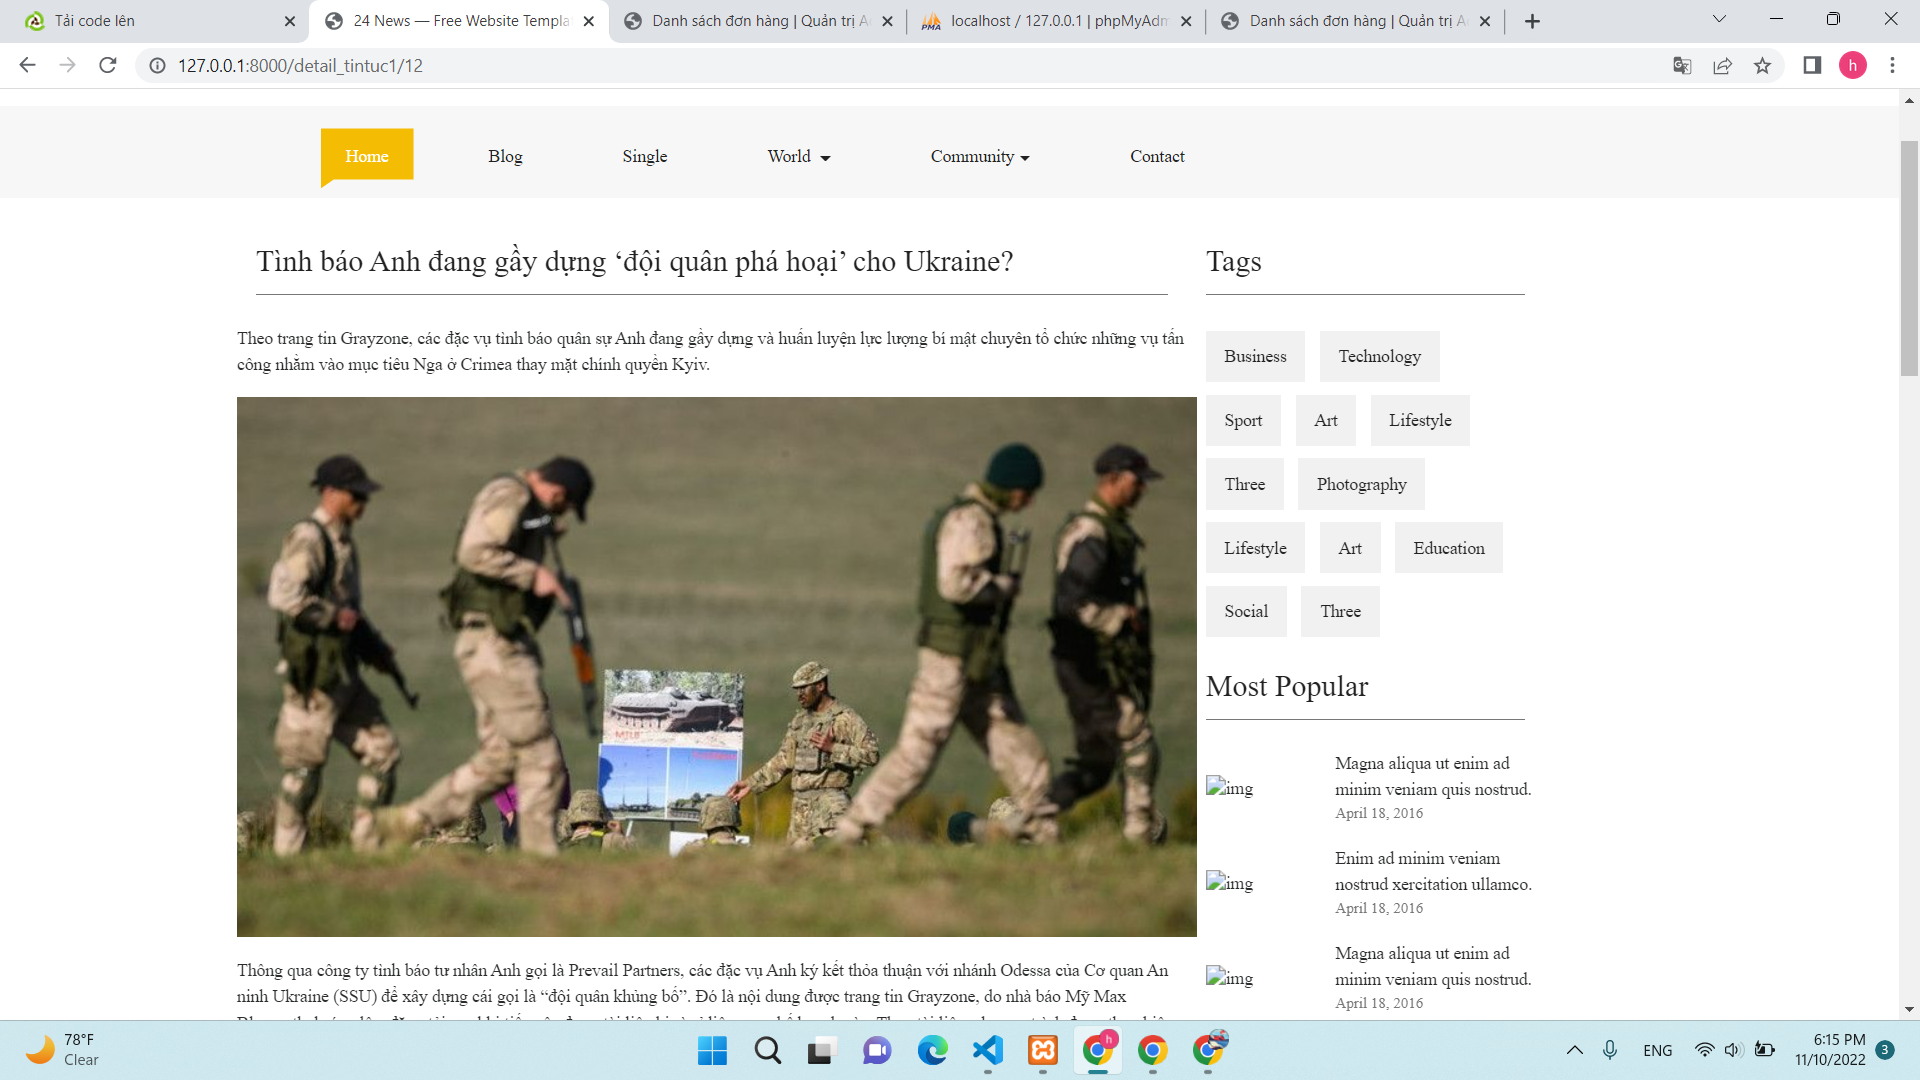 Tải code lên
24 News — Free Website Templa
Danh sách đơn hàng | Quản trị A
localhost / 127.0.0.1 | phpMyAdm
Danh sách đơn hàng | Quản trị A
127.0.0.1:8000/detail_tintuc1/12
h
Home
Blog
Single
World
Community
Contact
Tình báo Anh đang gầy dựng ‘đội quân phá hoại’ cho Ukraine?
Theo trang tin Grayzone, các đặc vụ tình báo quân sự Anh đang gầy dựng và huấn luyện lực lượng bí mật chuyên tổ chức những vụ tấn
công nhằm vào mục tiêu Nga ở Crimea thay mặt chính quyền Kyiv.
MTLB
Thông qua công ty tình báo tư nhân Anh gọi là Prevail Partners, các đặc vụ Anh ký kết thỏa thuận với nhánh Odessa của Cơ quan An
ninh Ukraine (SSU) để xây dựng cái gọi là “đội quân khủng bố”. Đó là nội dung được trang tin Grayzone, do nhà báo Mỹ Max
Tags
Business
Technology
Sport
Art
Lifestyle
Three
Photography
Lifestyle
Art
Education
Social
Three
Most Popular
img
Magna aliqua ut enim ad
minim veniam quis nostrud.
April 18, 2016
img
Enim ad minim veniam
nostrud xercitation ullamco.
April 18, 2016
img
Magna aliqua ut enim ad
minim veniam quis nostrud.
April 18, 2016
78°F
Clear
h
ENG
6:15 PM
11/10/2022
3